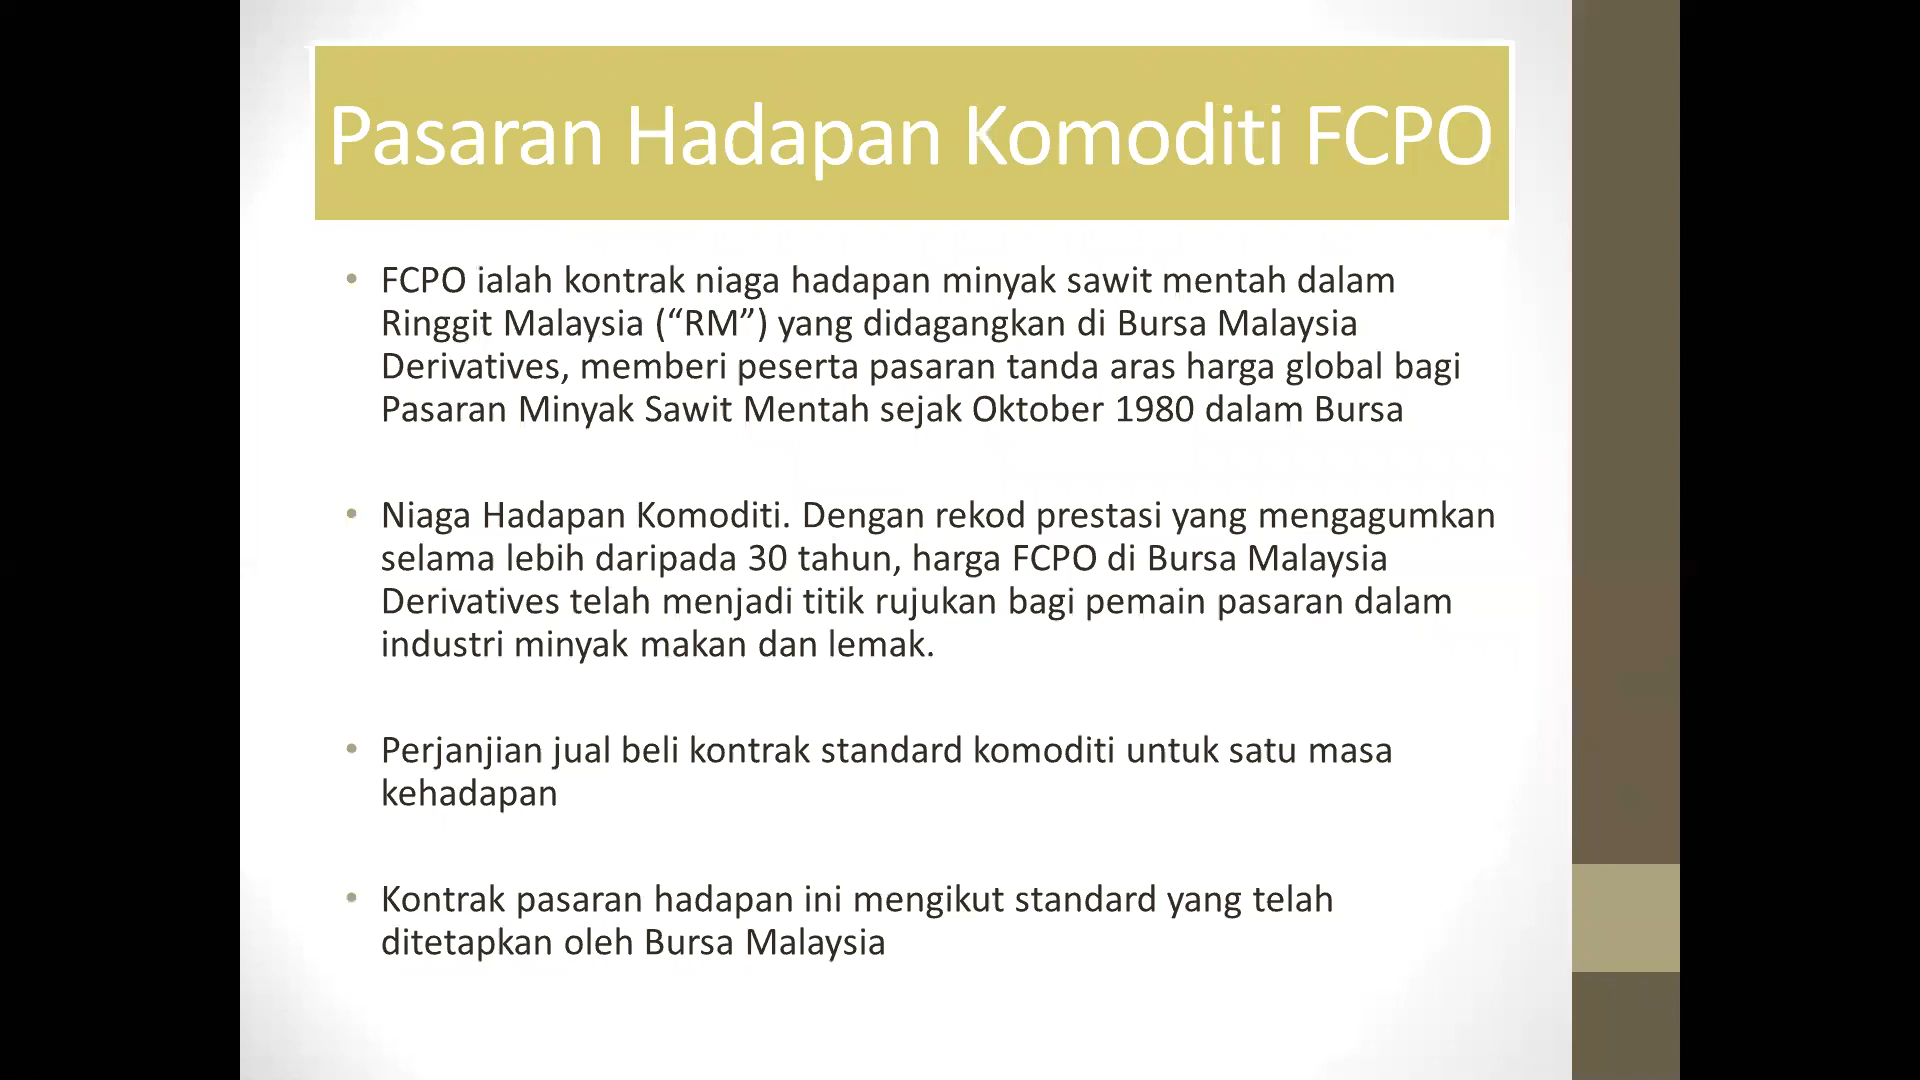 Pasaran Hadapan Komoditi FCPO
• FCPO ialah kontrak niaga hadapan minyak sawit mentah dalam
Ringgit Malaysia (“RM”) yang didagangkan di Bursa Malaysia
Derivatives, memberi peserta pasaran tanda aras harga global bagi
Pasaran Minyak Sawit Mentah sejak Oktober 1980 dalam Bursa
• Niaga Hadapan Komoditi. Dengan rekod prestasi yang mengagumkan
selama lebih daripada 30 tahun, harga FCPO di Bursa Malaysia
Derivatives telah menjadi titik rujukan bagi pemain pasaran dalam
industri minyak makan dan lemak.
• Perjanjian jual beli kontrak standard komoditi untuk satu masa
kehadapan
• Kontrak pasaran hadapan ini mengikut standard yang telah
ditetapkan oleh Bursa Malaysia